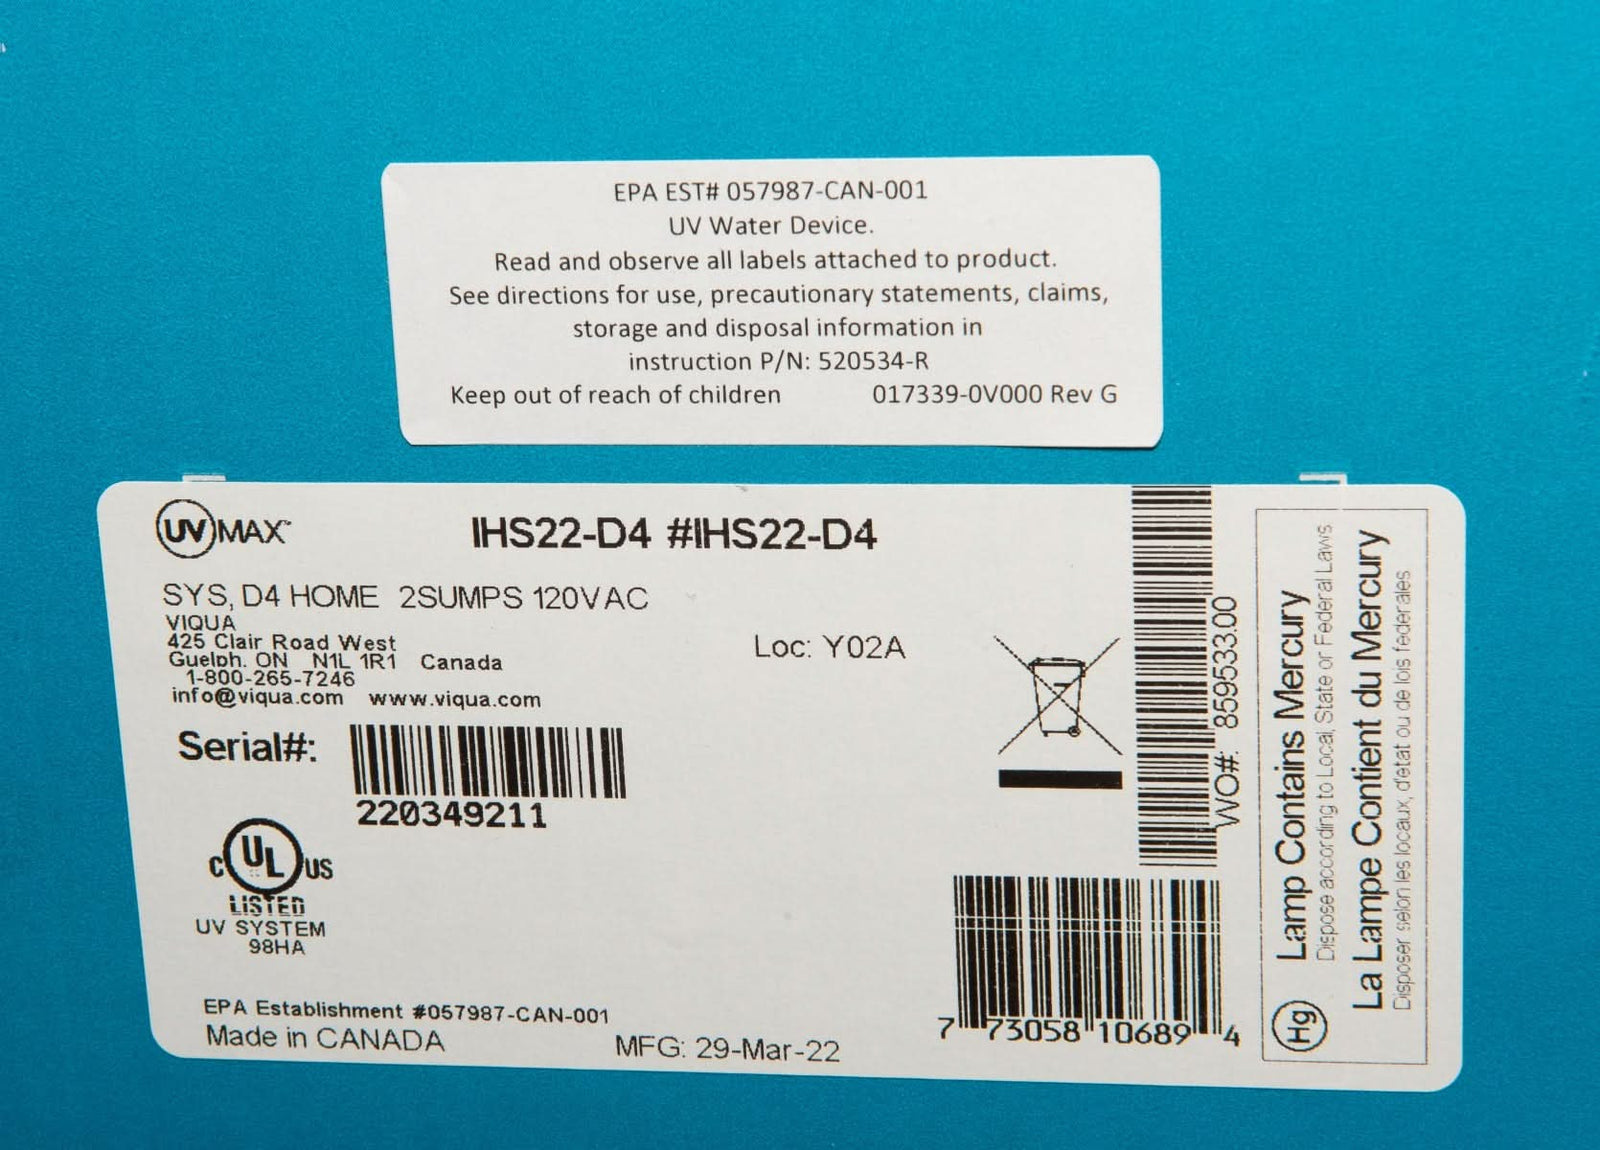 EPA EST# 057987-CAN-001
UV Water Device.
Read and observe all labels attached to product.
See directions for use, precautionary statements, claims,
storage and disposal information in
instruction P/N: 520534-R
Keep out of reach of children 017339-0V000 Rev G
UV MAX™
IHS22-D4 #IHS22-D4
SYS, D4 HOME 2SUMPS 120VAC
VIQUA
425 Clair Road West
Guelph. ON N1L 1R1 Canada
1-800-265-7246
info@viqua.com www.viqua.com
Loc: Y02A
Serial#:
220349211
C UL US
LISTED
UV SYSTEM
98HA
EPA Establishment #057987-CAN-001
Made in CANADA
MFG: 29-Mar-22
WO#: 859533.00
7 73058 10689 4
Hg
Lamp Contains Mercury
Dispose according to Local, State or Federal Laws
La Lampe Contient du Mercury
Disposer selon les locaux, d'etat ou de lois federales